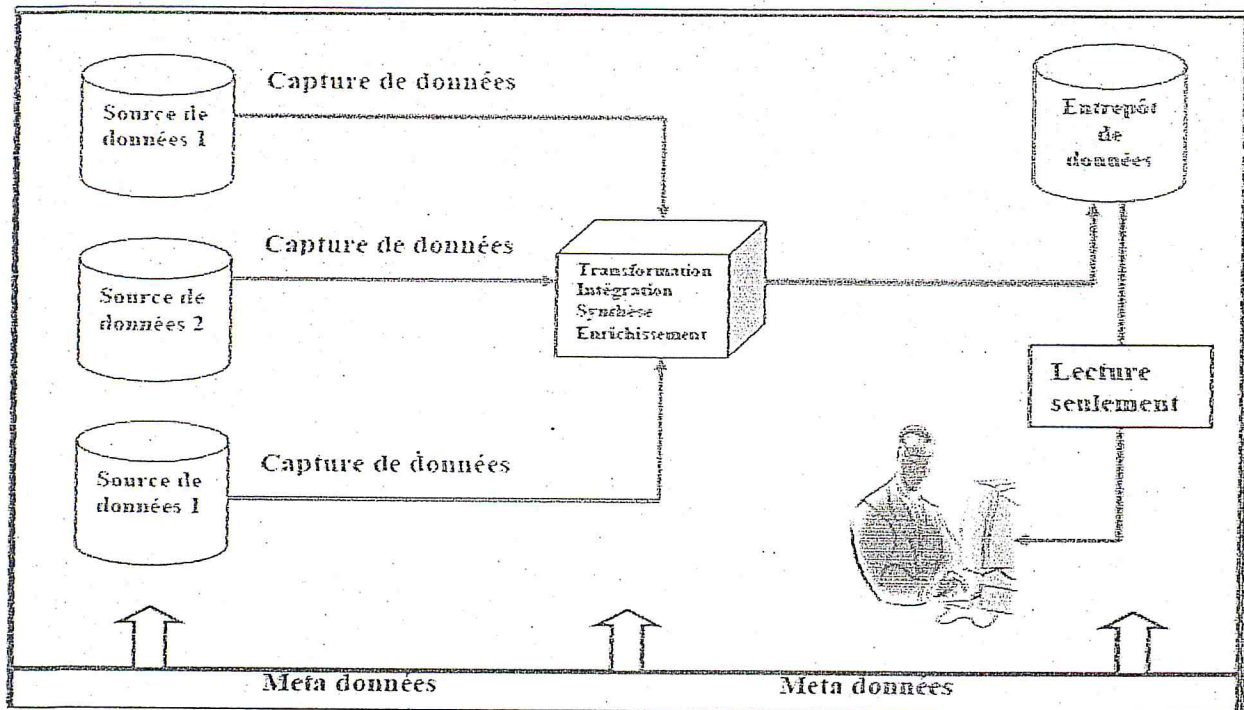 Capture de données
Source de
données 1
Entrepôt
de
données
Capture de données
Source de
données 2
Transformation
Intégration
Synthèse
Enrichissement
Lecture
seulement
Capture de données
Source de
données 1
Meta données
Meta données